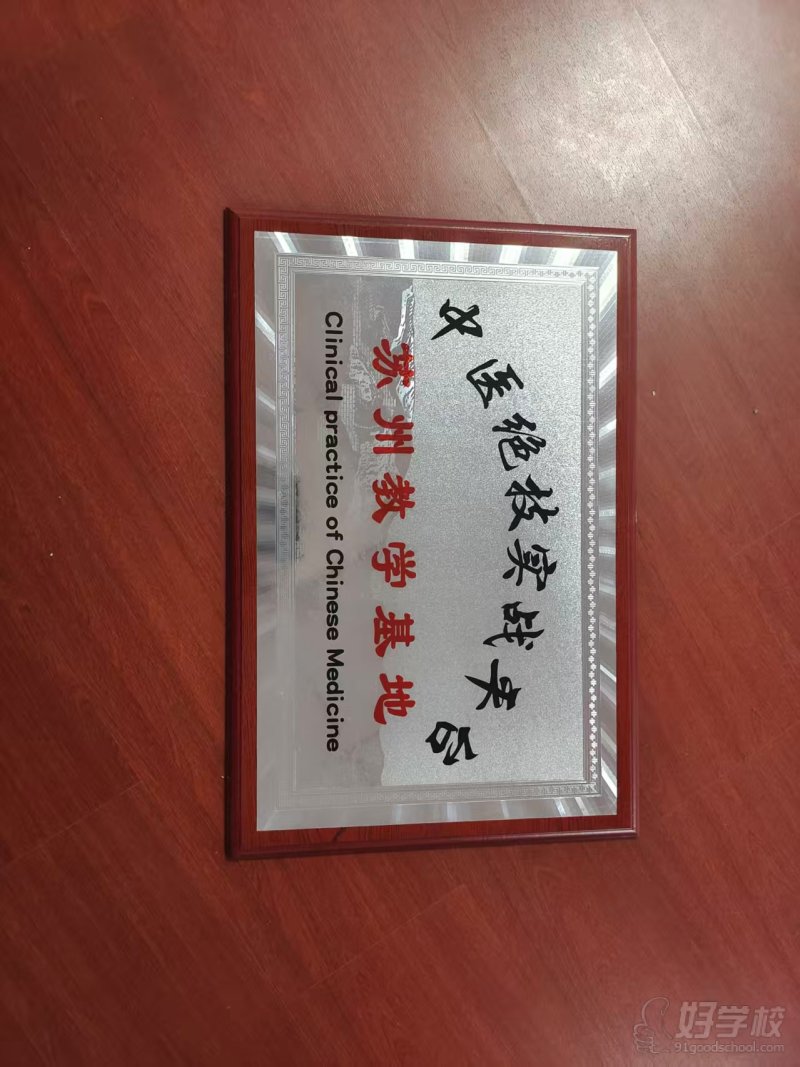 中医绝技实战平台
苏州教学基地
Clinical practice of Chinese Medicine
好学校
91goodschool.com